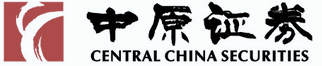 中原证券
CENTRAL CHINA SECURITIES